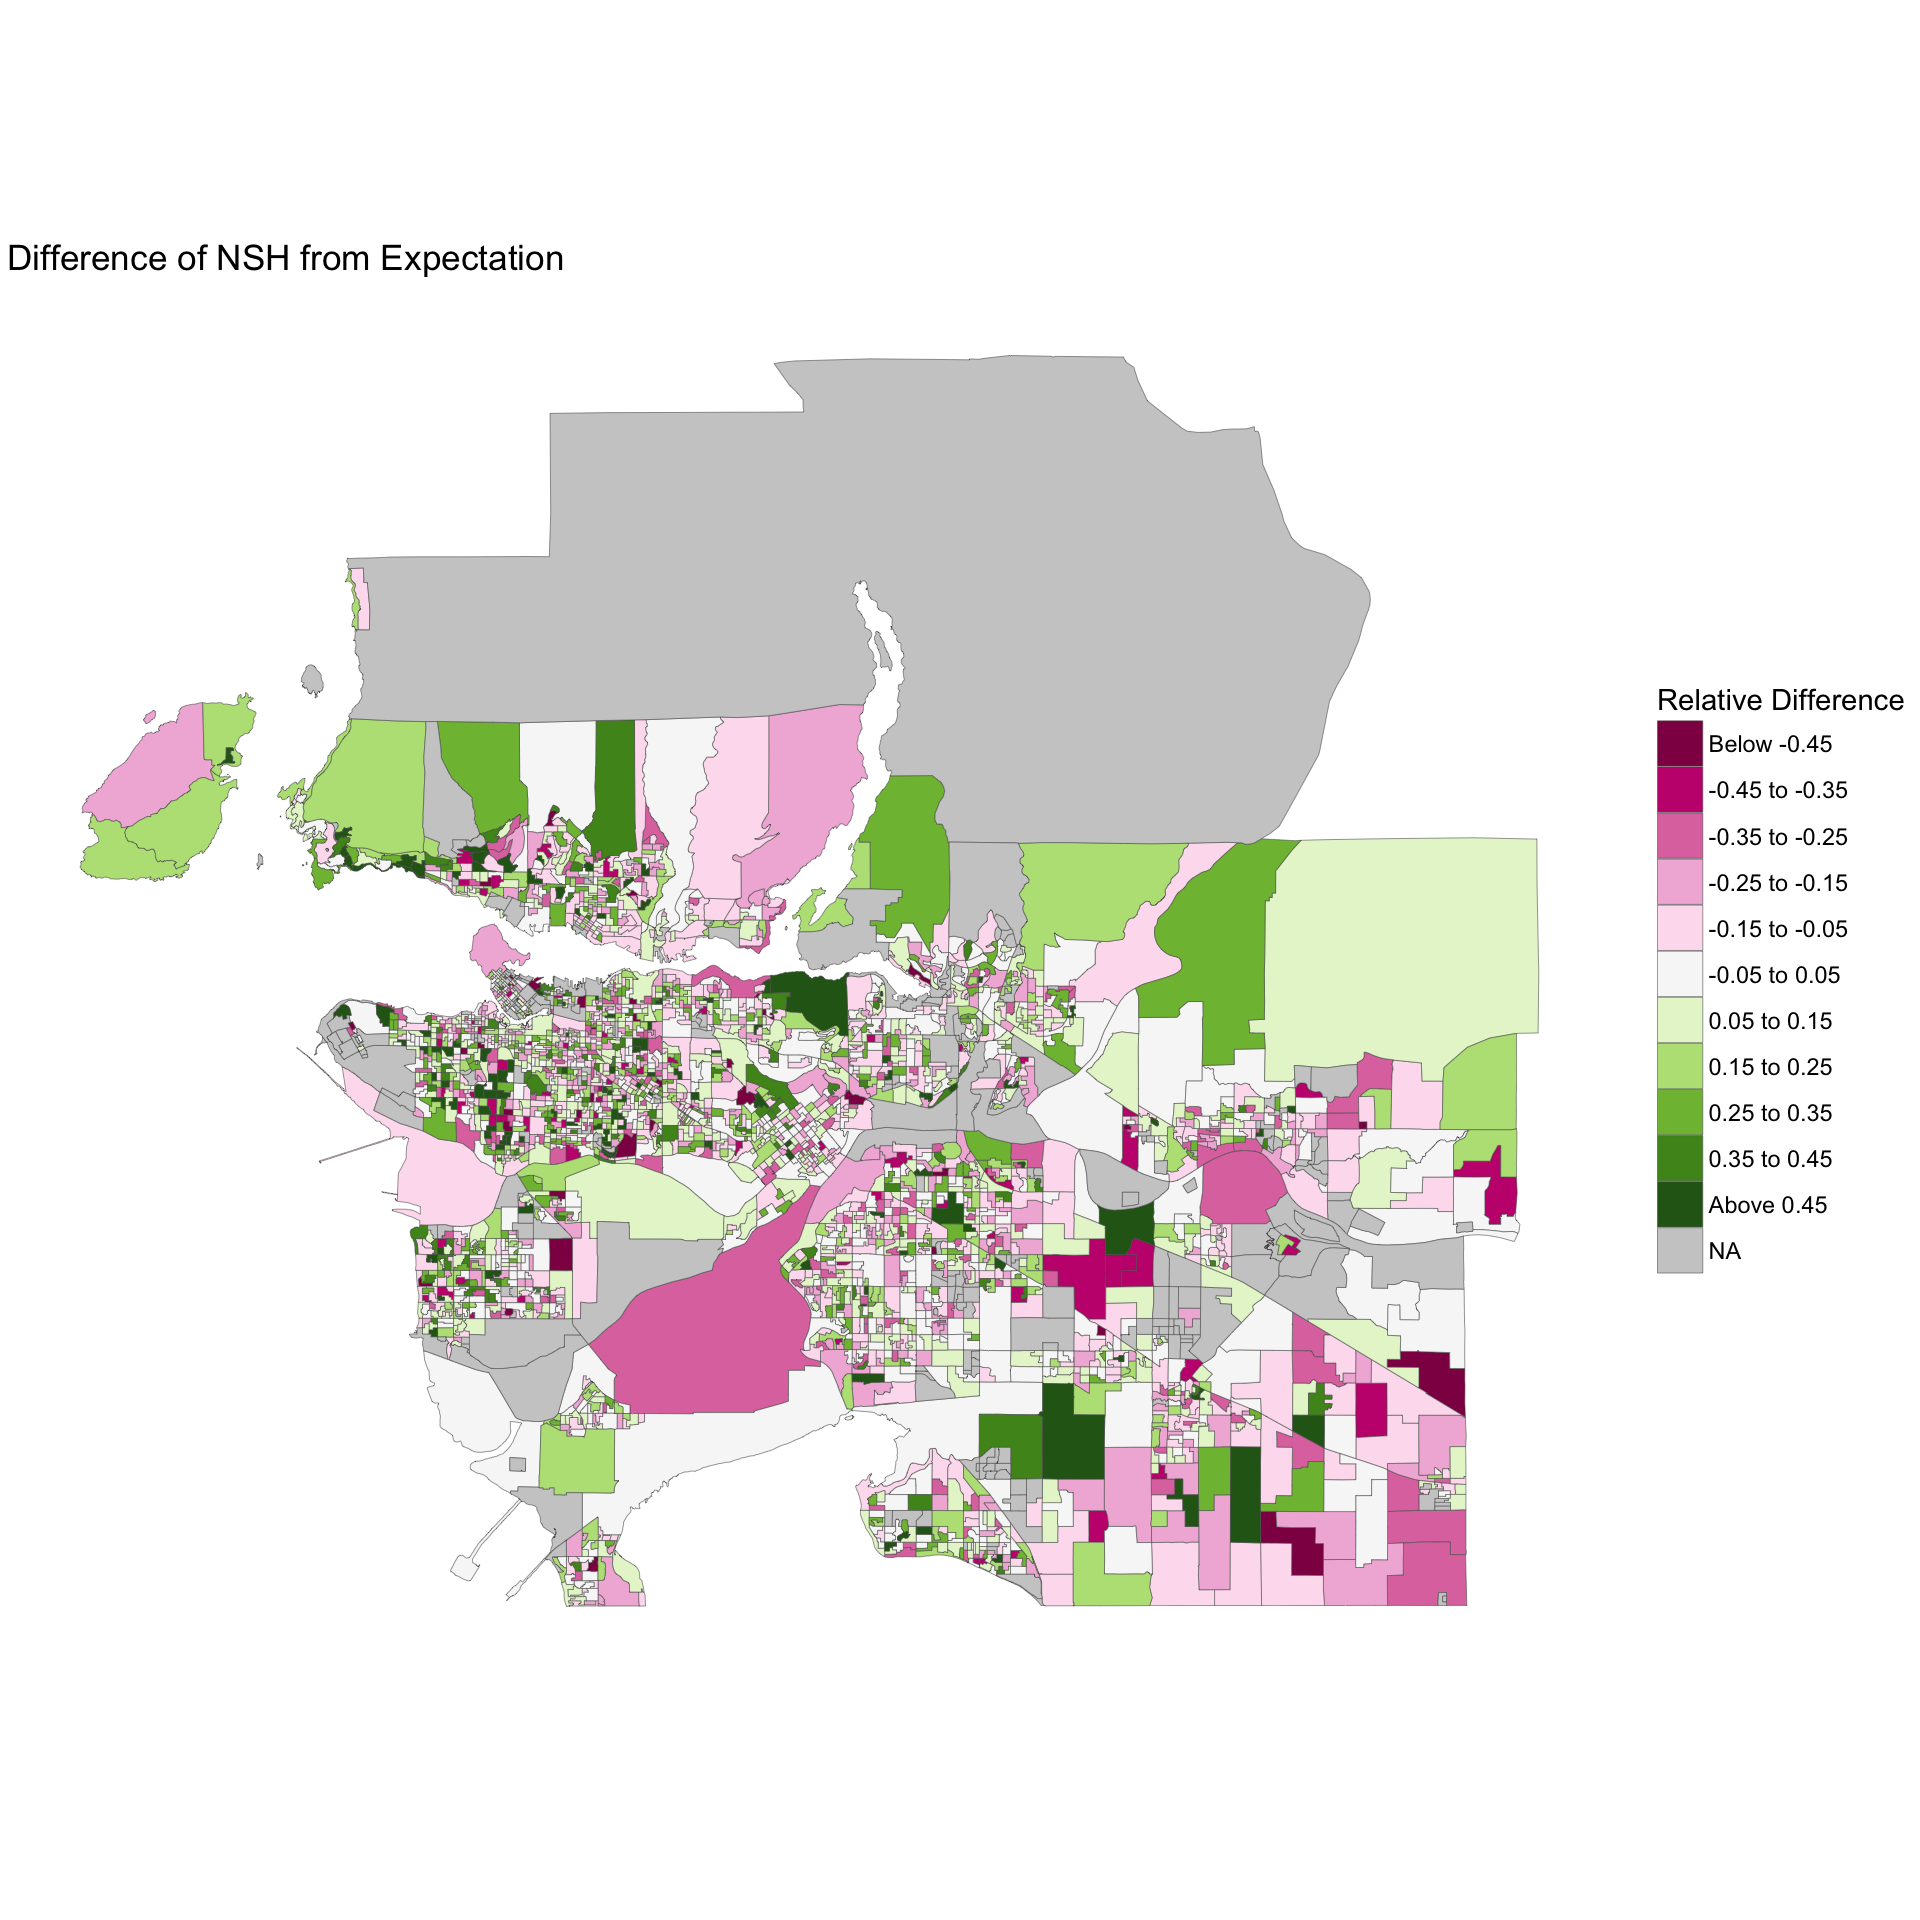 Difference of NSH from Expectation
Relative Difference
Below -0.45
-0.45 to -0.35
-0.35 to -0.25
-0.25 to -0.15
-0.15 to -0.05
-0.05 to 0.05
0.05 to 0.15
0.15 to 0.25
0.25 to 0.35
0.35 to 0.45
Above 0.45
NA